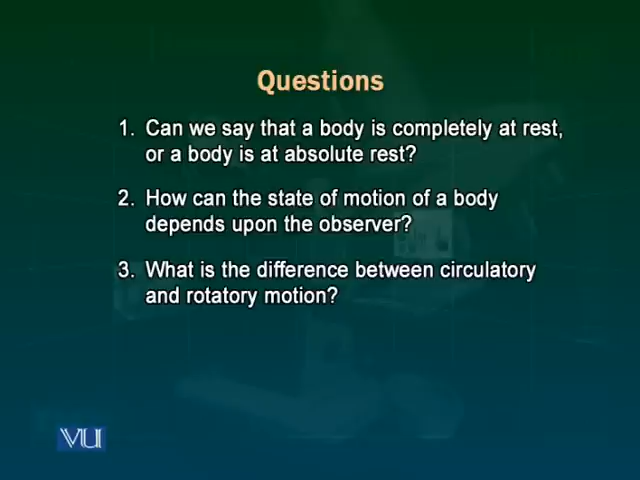 Questions
1. Can we say that a body is completely at rest,
or a body is at absolute rest?
2. How can the state of motion of a body
depends upon the observer?
3. What is the difference between circulatory
and rotatory motion?
VU